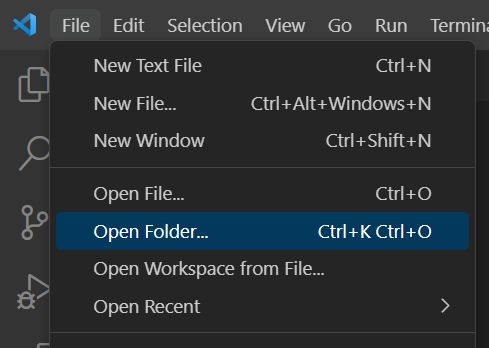 File Edit Selection View Go Run Termina
New Text File Ctrl+N
New File... Ctrl+Alt+Windows+N
New Window Ctrl+Shift+N
Open File... Ctrl+O
Open Folder... Ctrl+K Ctrl+O
Open Workspace from File...
Open Recent